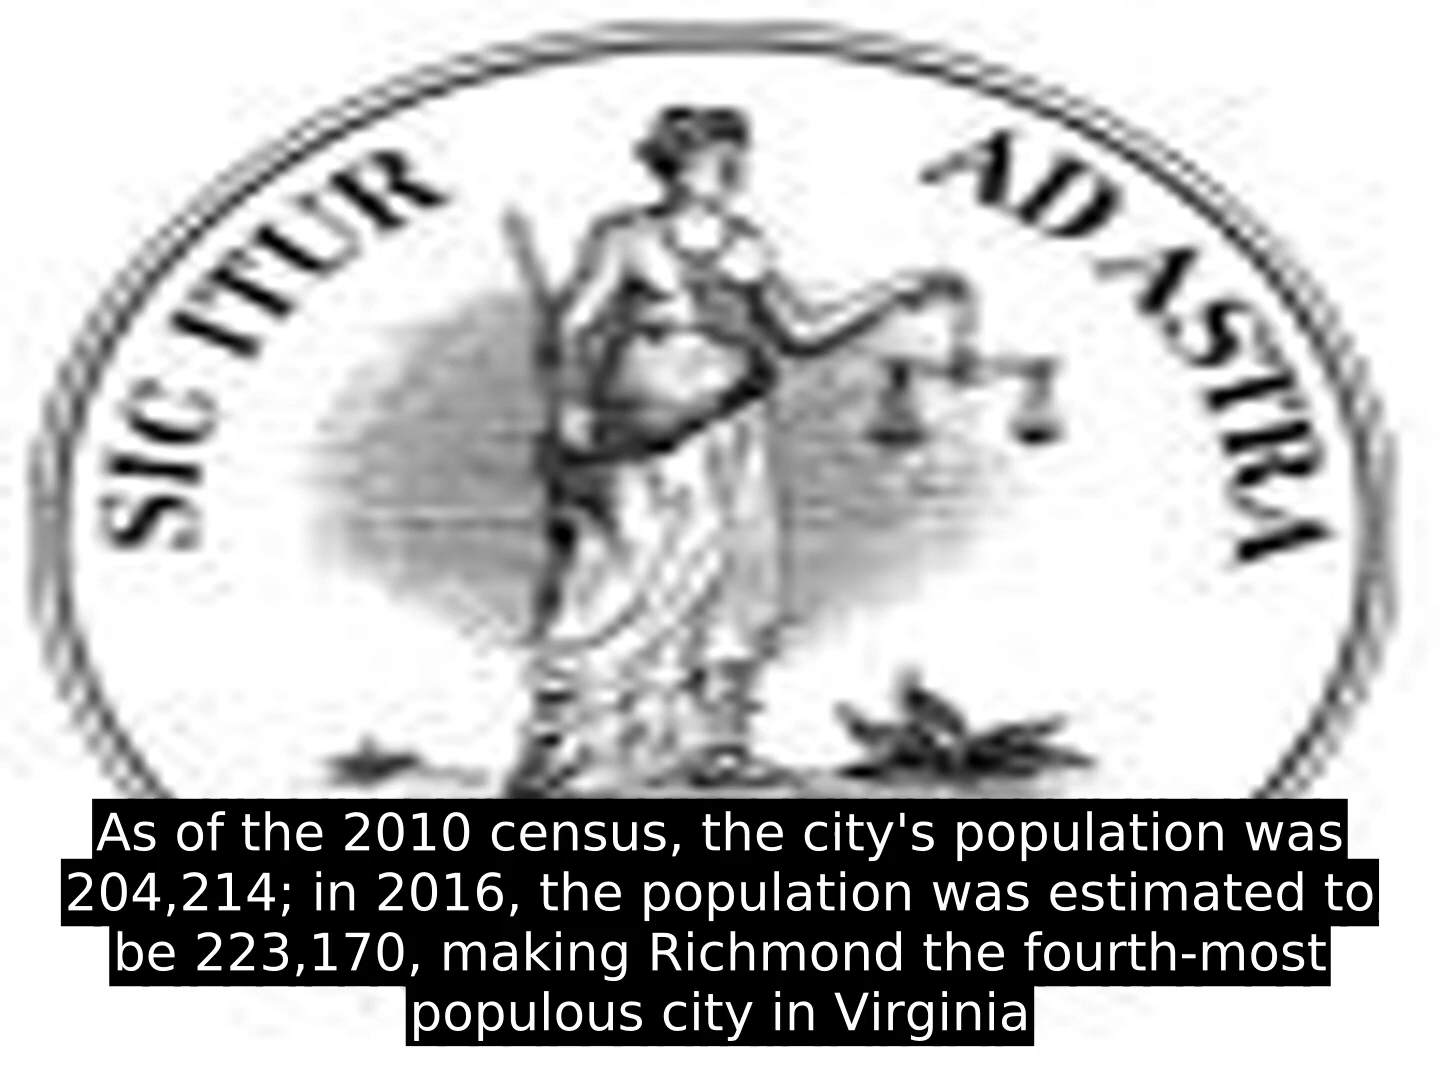 SIC ITUR AD ASTRA
As of the 2010 census, the city's population was
204,214; in 2016, the population was estimated to
be 223,170, making Richmond the fourth-most
populous city in Virginia